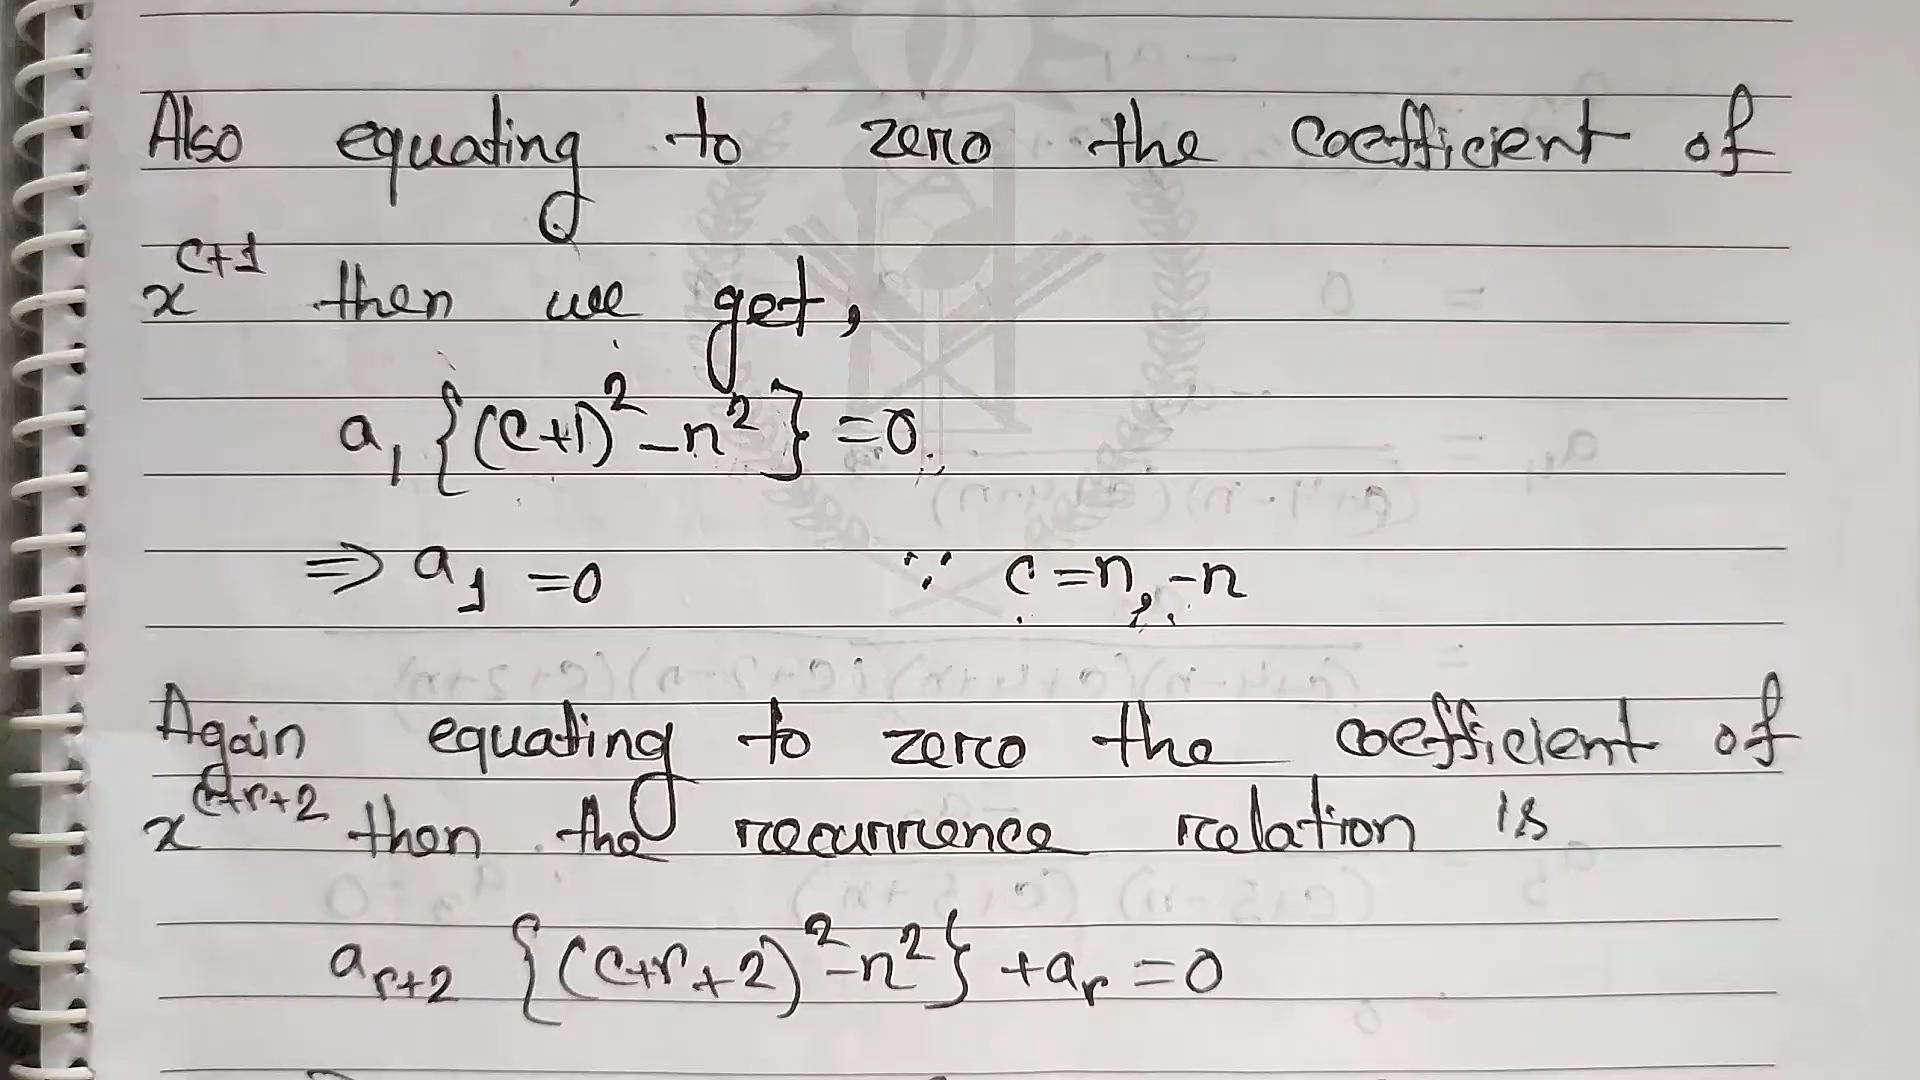 Also equating to zero the coefficient of
x^{c+1} then we get,
a_1 {(c+1)^2 - n^2} = 0
⇒ a_1 = 0 ∵ c = n, -n
Again equating to zero the coefficient of
x^{c+r+2} then the recurrence relation is
a_{r+2} {(c+r+2)^2 - n^2} + a_r = 0